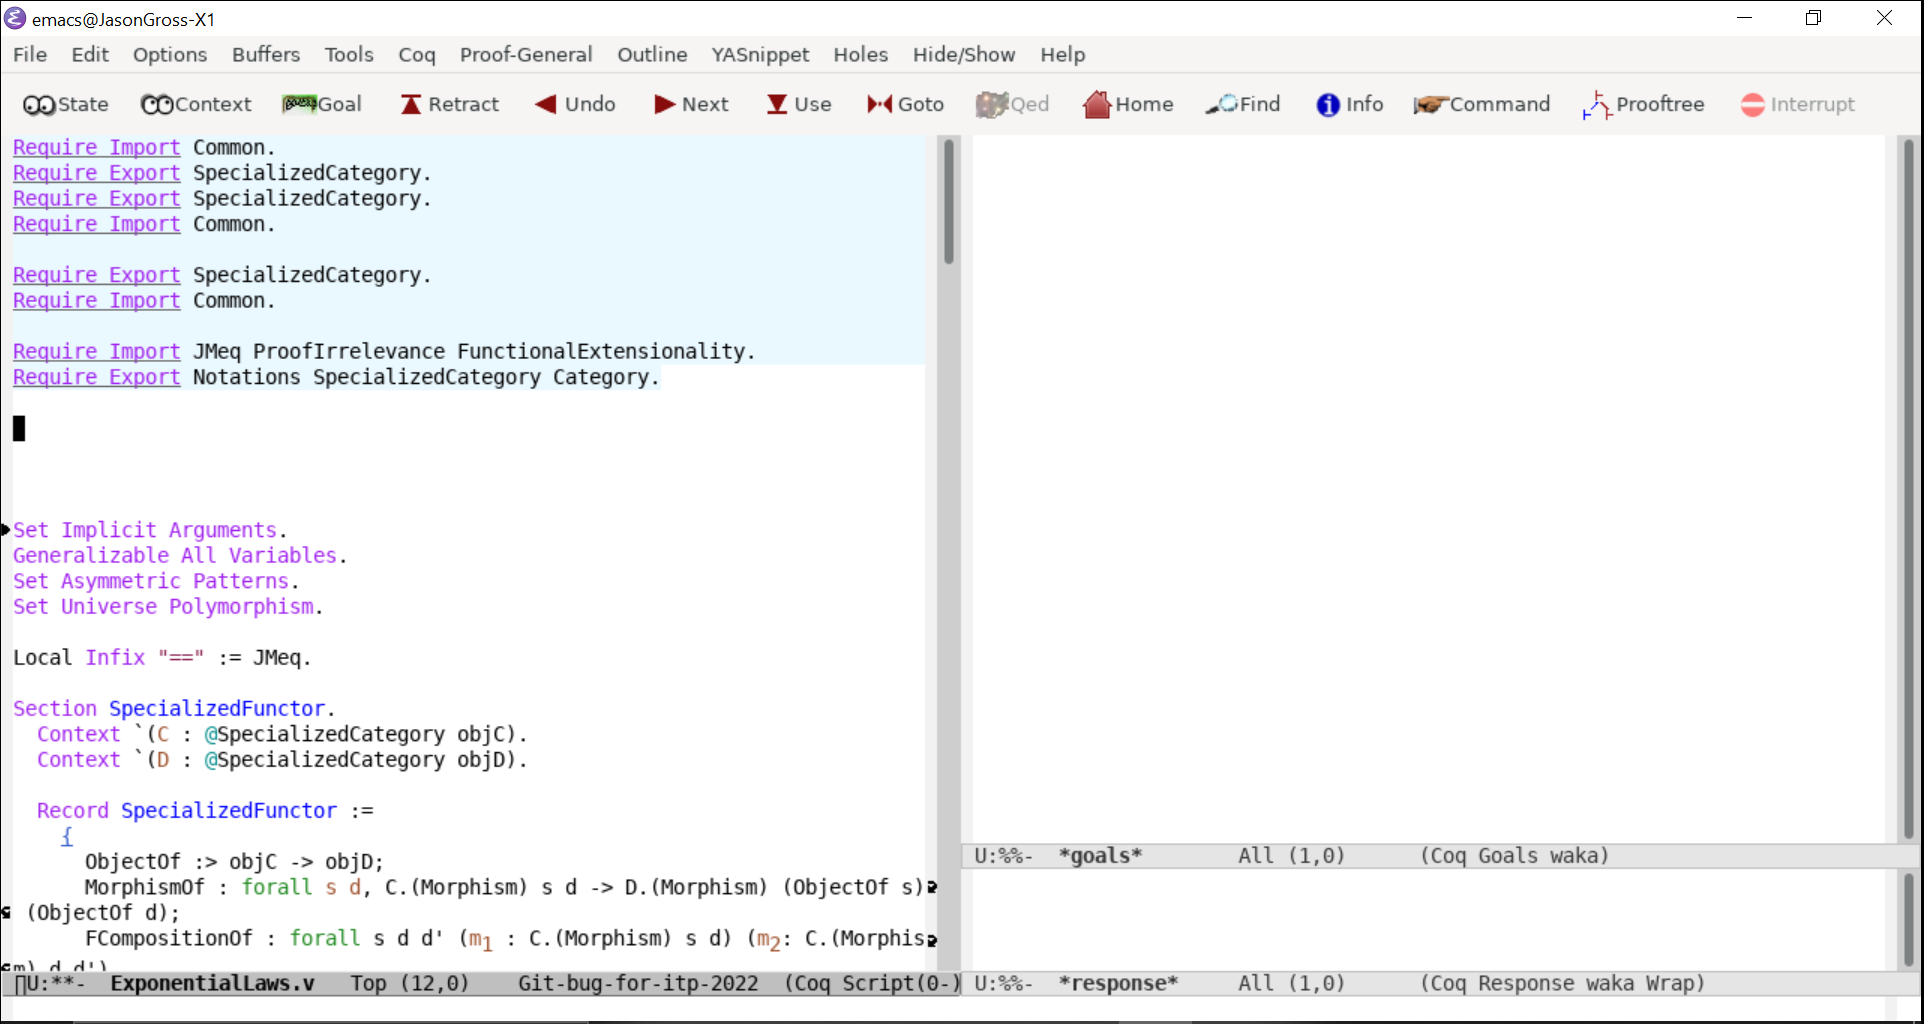 emacs@JasonGross-X1
File Edit Options Buffers Tools Coq Proof-General Outline YASnippet Holes Hide/Show Help
State Context Goal Retract Undo Next Use Goto Qed Home Find Info Command Prooftree Interrupt
Require Import Common.
Require Export SpecializedCategory.
Require Export SpecializedCategory.
Require Import Common.
Require Export SpecializedCategory.
Require Import Common.
Require Import JMeq ProofIrrelevance FunctionalExtensionality.
Require Export Notations SpecializedCategory Category.
Set Implicit Arguments.
Generalizable All Variables.
Set Asymmetric Patterns.
Set Universe Polymorphism.
Local Infix "==" := JMeq.
Section SpecializedFunctor.
Context `(C : @SpecializedCategory objC).
Context `(D : @SpecializedCategory objD).
Record SpecializedFunctor :=
{
ObjectOf :> objC -> objD;
MorphismOf : forall s d, C.(Morphism) s d -> D.(Morphism) (ObjectOf s)
(ObjectOf d);
FCompositionOf : forall s d d' (m1 : C.(Morphism) s d) (m2: C.(Morphis
m) d d')
U:**- ExponentialLaws.v Top (12,0) Git-bug-for-itp-2022 (Coq Script(0-)
U:%%- *goals* All (1,0) (Coq Goals waka)
U:%%- *response* All (1,0) (Coq Response waka Wrap)